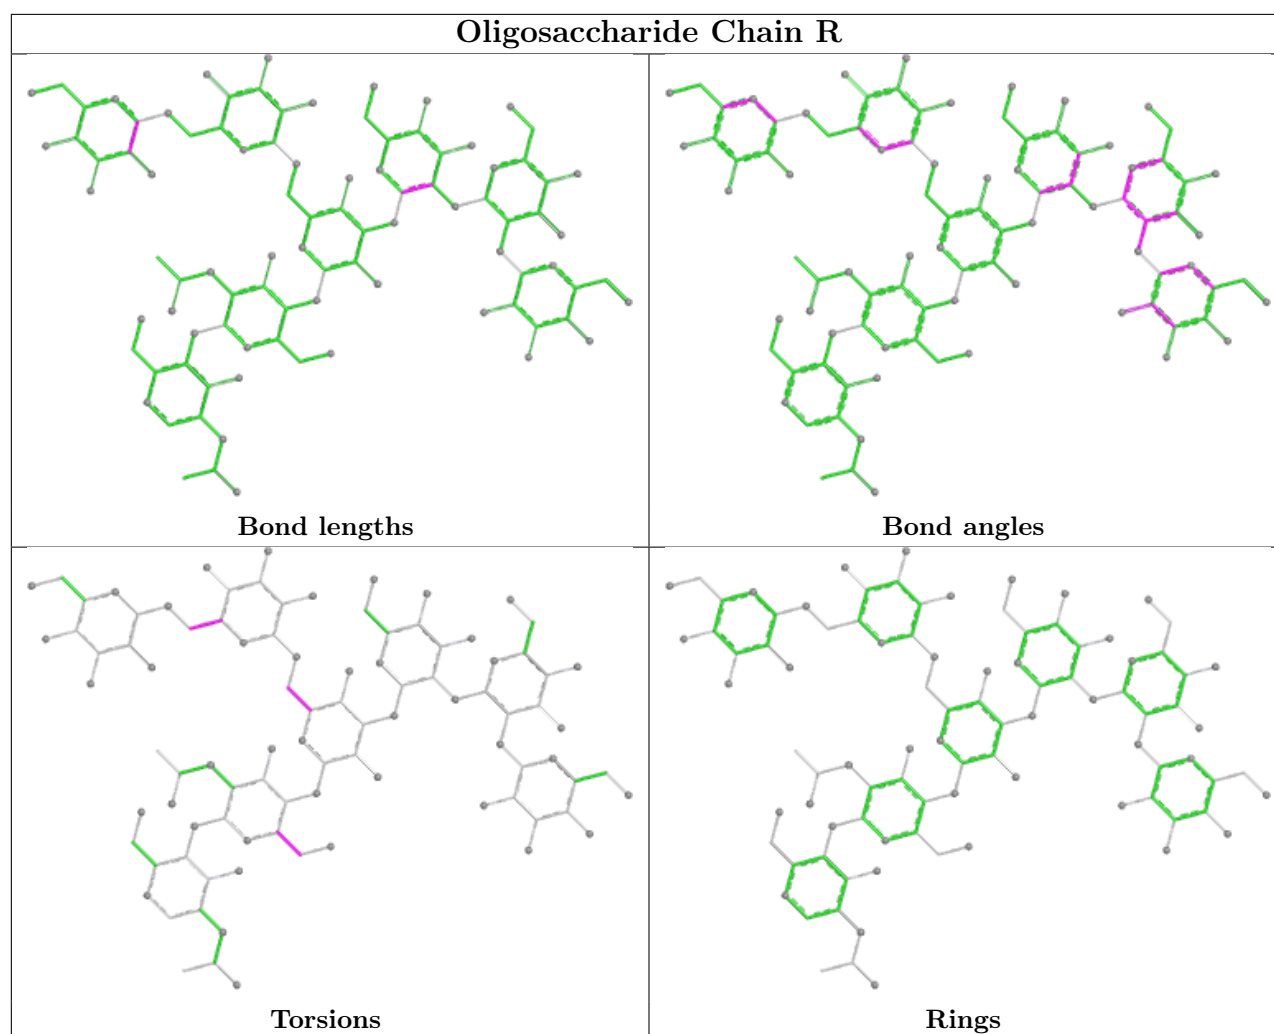 Oligosaccharide Chain R
Bond lengths
Bond angles
Torsions
Rings